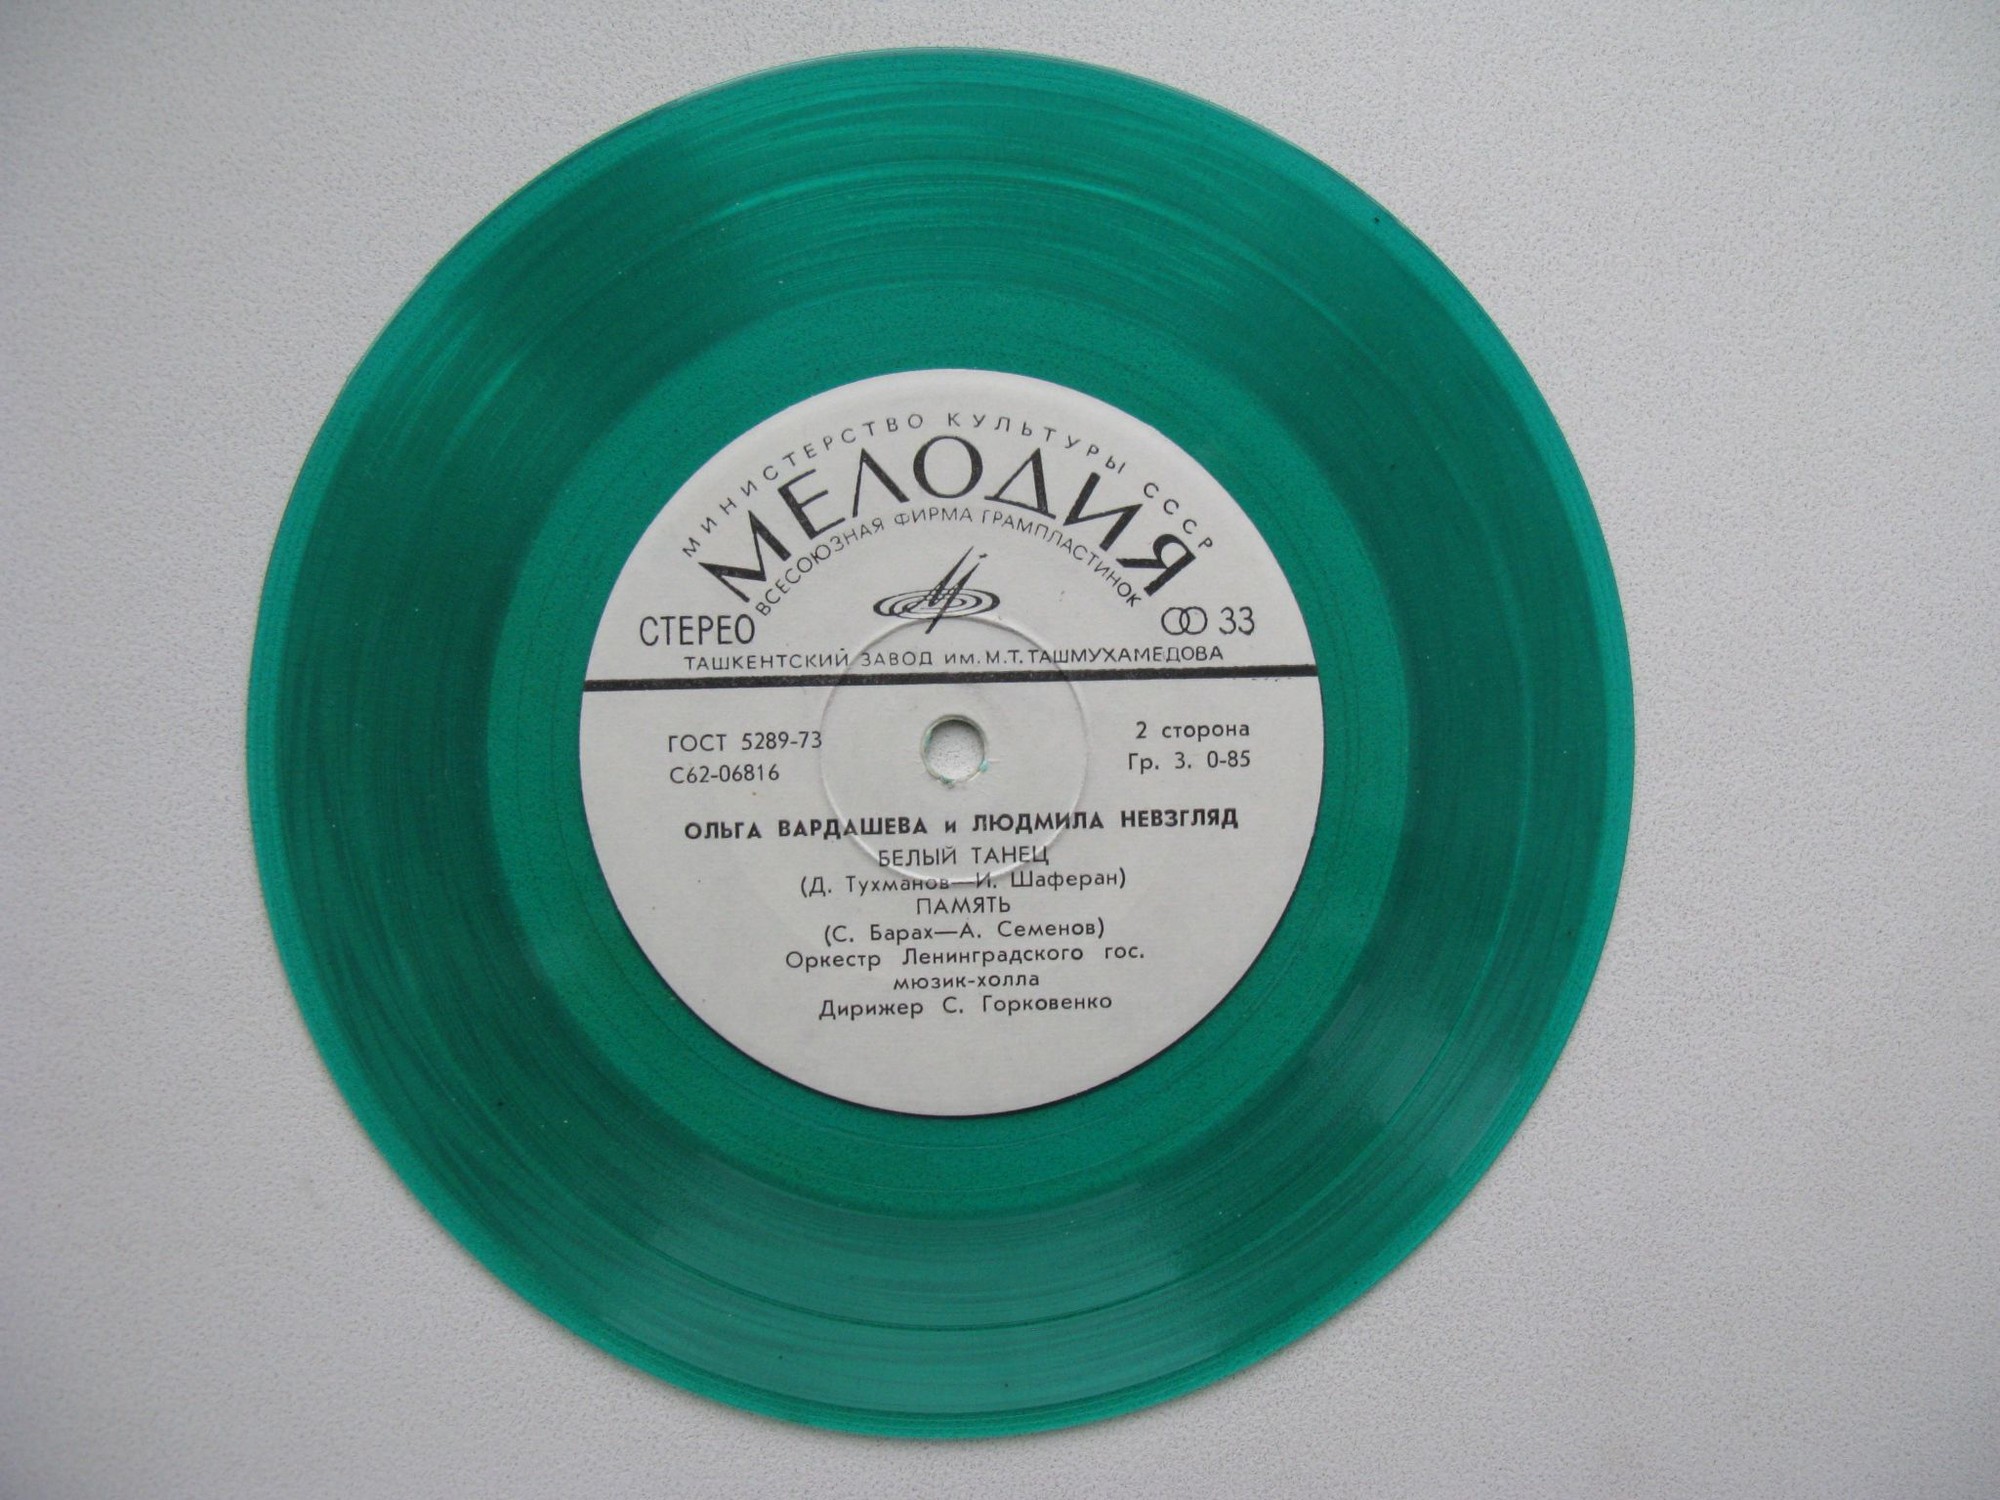 МИНИСТЕРСТВО КУЛЬТУРЫ СССР
МЕЛОДИЯ
ВСЕСОЮЗНАЯ ФИРМА ГРАМПЛАСТИНОК
СТЕРЕО 33
ТАШКЕНТСКИЙ ЗАВОД им. М.Т. ТАШМУХАМЕДОВА
ГОСТ 5289-73 2 сторона
С62-06816 Гр. 3. 0-85
ОЛЬГА ВАРДАШЕВА и ЛЮДМИЛА НЕВЗГЛЯД
БЕЛЫЙ ТАНЕЦ
(Д. Тухманов—И. Шаферан)
ПАМЯТЬ
(С. Барах—А. Семенов)
Оркестр Ленинградского гос.
мюзик-холла
Дирижер С. Горковенко